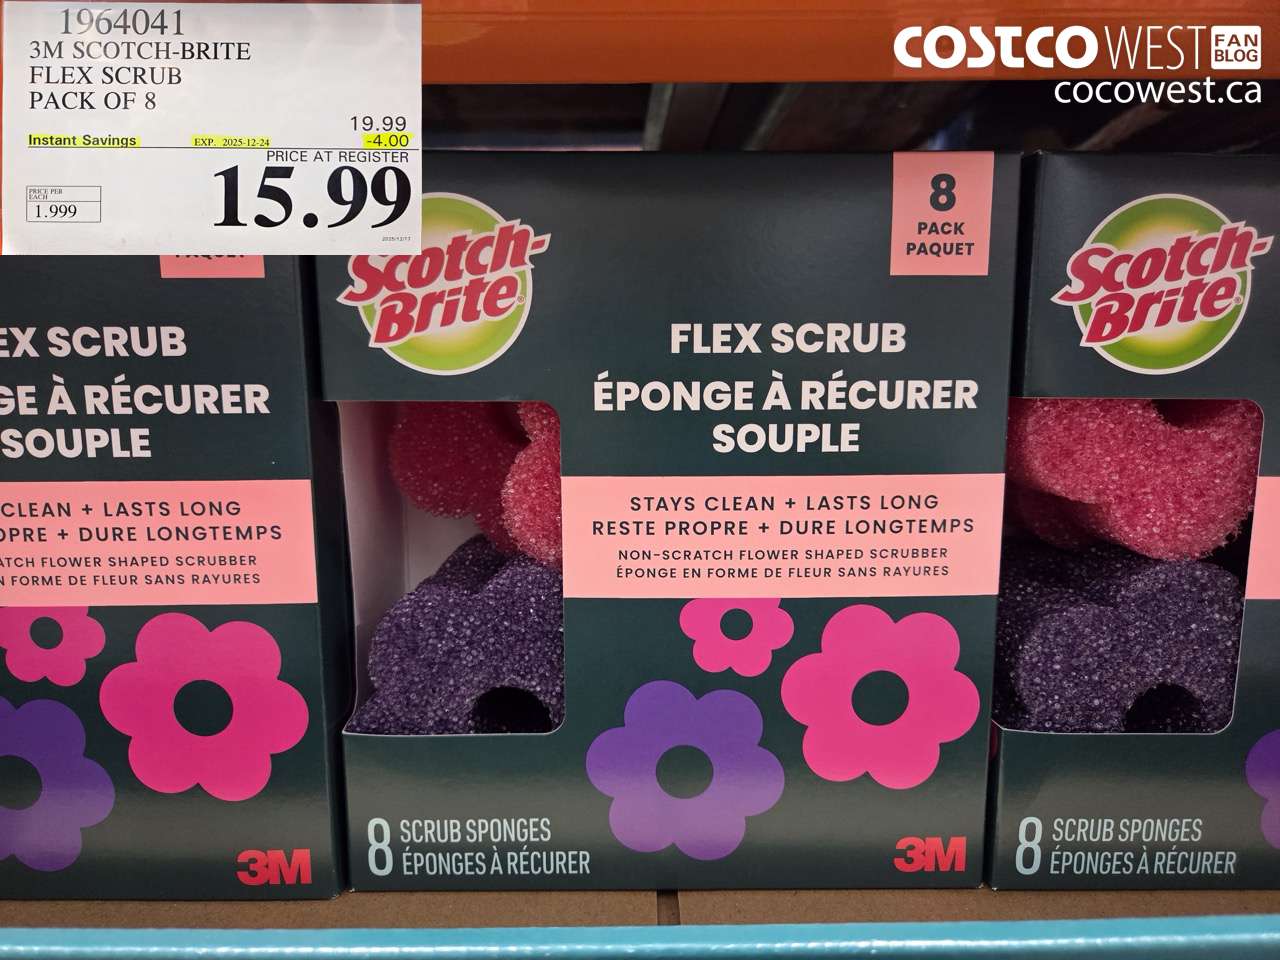 1964041
3M SCOTCH-BRITE
FLEX SCRUB
PACK OF 8
19.99
Instant Savings EXP. 2025-12-24 -4.00
PRICE AT REGISTER
15.99
PRICE PER
EACH
1.999
2025/12/17
COSTCO WEST FAN BLOG
cocowest.ca
PAQUET
EX SCRUB
GE À RÉCURER
SOUPLE
CLEAN + LASTS LONG
OPRE + DURE LONGTEMPS
ATCH FLOWER SHAPED SCRUBBER
EN FORME DE FLEUR SANS RAYURES
3M
Scotch-
Brite®
8
PACK
PAQUET
FLEX SCRUB
ÉPONGE À RÉCURER
SOUPLE
STAYS CLEAN + LASTS LONG
RESTE PROPRE + DURE LONGTEMPS
NON-SCRATCH FLOWER SHAPED SCRUBBER
ÉPONGE EN FORME DE FLEUR SANS RAYURES
8 SCRUB SPONGES
ÉPONGES À RÉCURER
3M
Scotch-
Brite®
8 SCRUB SPONGES
ÉPONGES À RÉCURER